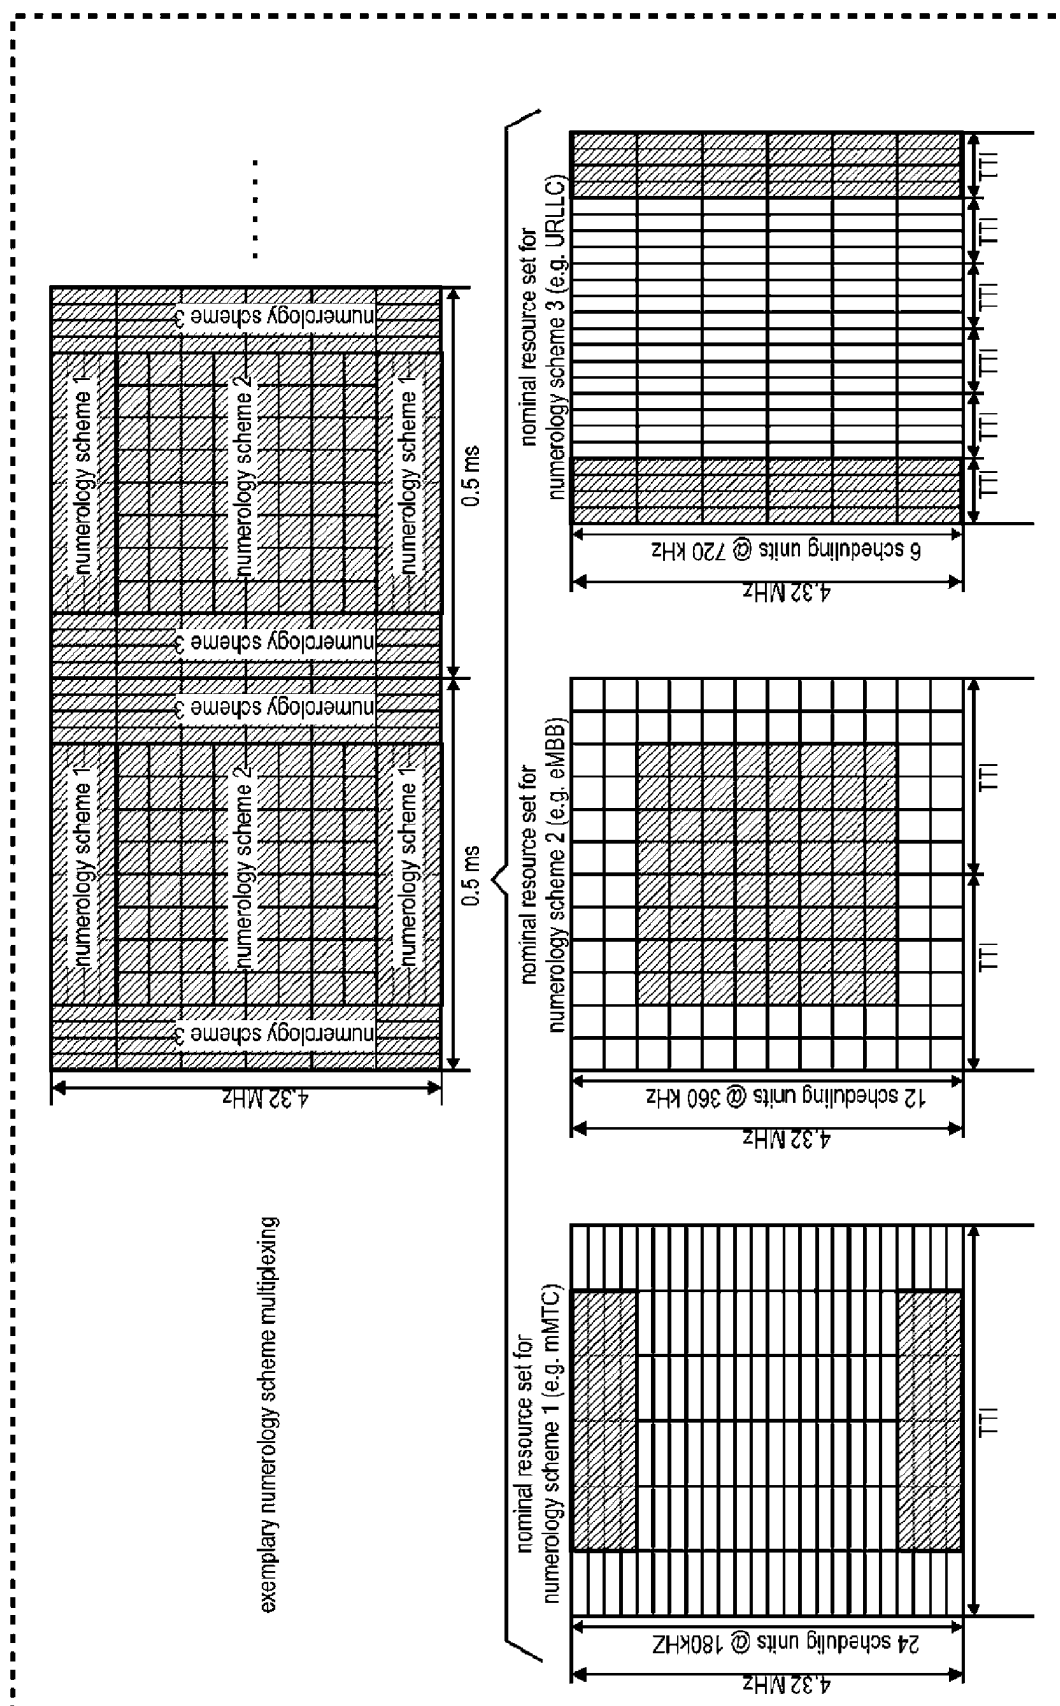 exemplary numerology scheme multiplexing
4.32 MHz
numerology scheme 3
numerology scheme 1
numerology scheme 2
numerology scheme 1
numerology scheme 3
numerology scheme 3
numerology scheme 1
numerology scheme 2
numerology scheme 1
numerology scheme 3
......
0.5 ms
0.5 ms
nominal resource set for
numerology scheme 1 (e.g. mMTC)
4.32 MHz
24 schedulig units @ 180kHZ
TTI
nominal resource set for
numerology scheme 2 (e.g. eMBB)
4.32 MHz
12 scheduling units @ 360 kHz
TTI
TTI
nominal resource set for
numerology scheme 3 (e.g. URLLC)
4.32 MHz
6 scheduling units @ 720 kHz
TTI
TTI
TTI
TTI
TTI
TTI